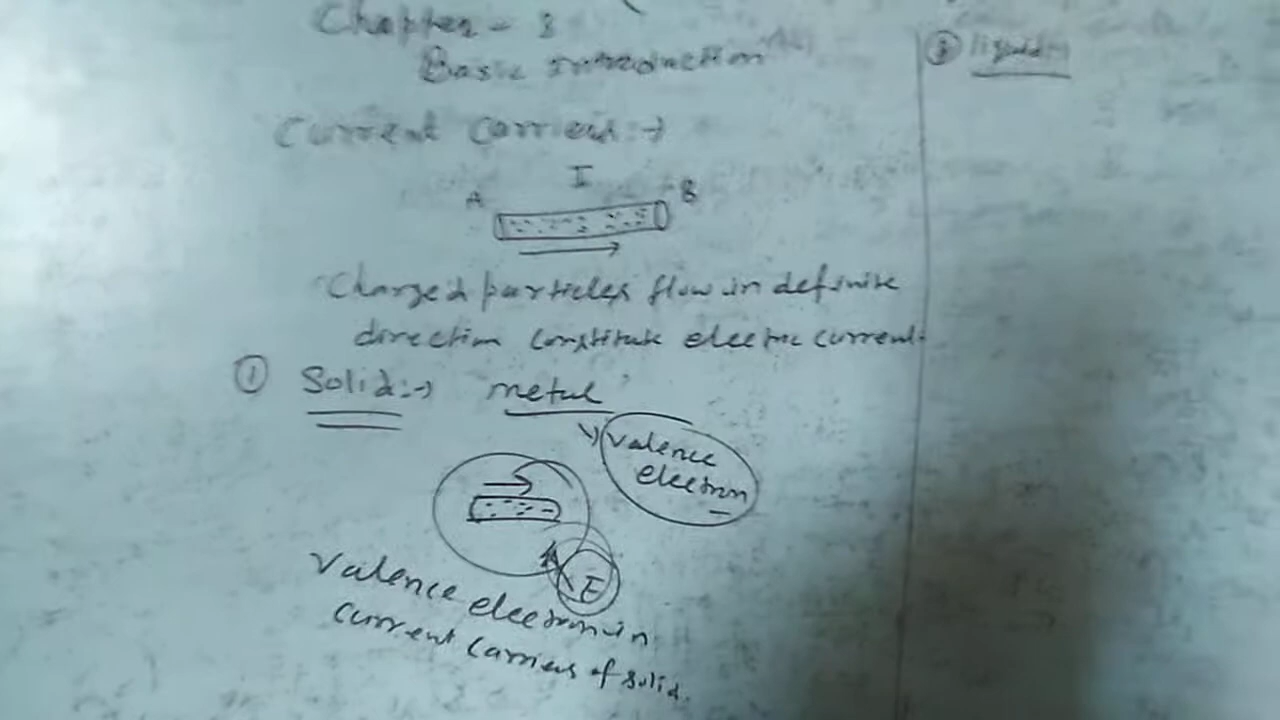 Chapter - 3
Basic Introduction
Current Carriers :→
I
A
B
Charged particles flow in definite
direction constitute electric current.
① Solid :→ metal
valence
electron
E
Valence electron in
current carriers of solid.
② liquid